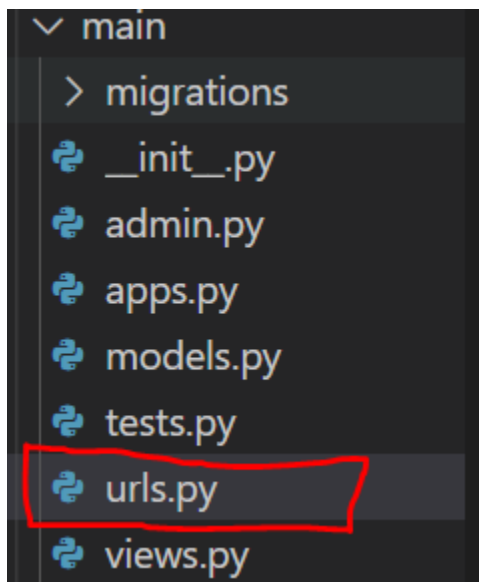 main
migrations
__init__.py
admin.py
apps.py
models.py
tests.py
urls.py
views.py